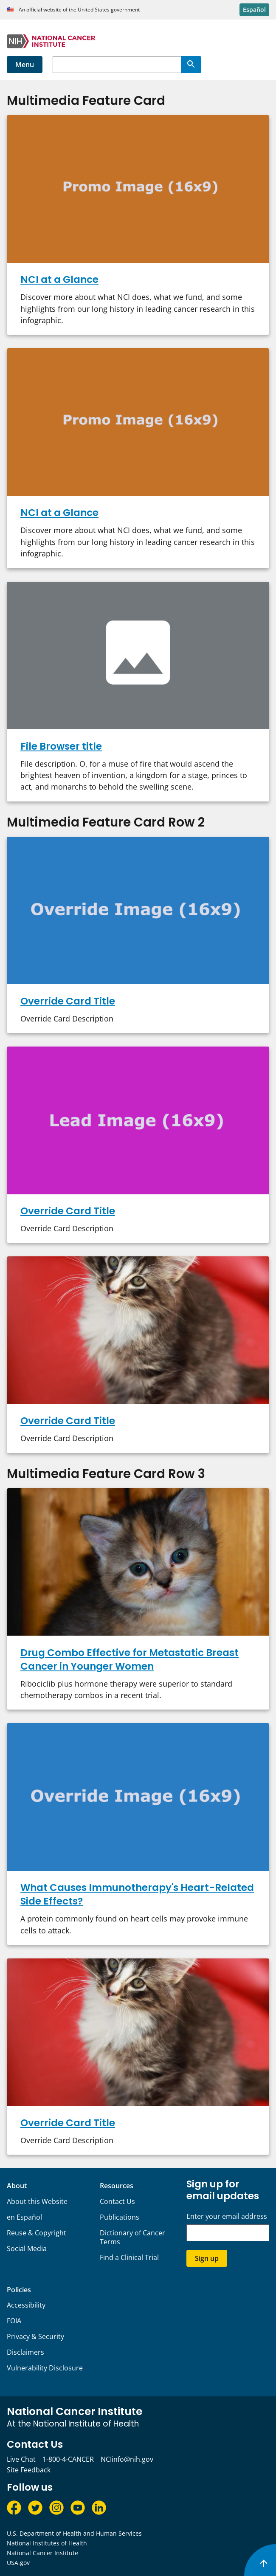 An official website of the United States government
Español
NIH NATIONAL CANCER
INSTITUTE
Menu
Multimedia Feature Card
Promo Image (16x9)
NCI at a Glance
Discover more about what NCI does, what we fund, and some
highlights from our long history in leading cancer research in this
infographic.
Promo Image (16x9)
NCI at a Glance
Discover more about what NCI does, what we fund, and some
highlights from our long history in leading cancer research in this
infographic.
File Browser title
File description. O, for a muse of fire that would ascend the
brightest heaven of invention, a kingdom for a stage, princes to
act, and monarchs to behold the swelling scene.
Multimedia Feature Card Row 2
Override Image (16x9)
Override Card Title
Override Card Description
Lead Image (16x9)
Override Card Title
Override Card Description
Override Card Title
Override Card Description
Multimedia Feature Card Row 3
Drug Combo Effective for Metastatic Breast
Cancer in Younger Women
Ribociclib plus hormone therapy were superior to standard
chemotherapy combos in a recent trial.
Override Image (16x9)
What Causes Immunotherapy's Heart-Related
Side Effects?
A protein commonly found on heart cells may provoke immune
cells to attack.
Override Card Title
Override Card Description
About
About this Website
en Español
Reuse & Copyright
Social Media
Resources
Contact Us
Publications
Dictionary of Cancer
Terms
Find a Clinical Trial
Sign up for
email updates
Enter your email address
Sign up
Policies
Accessibility
FOIA
Privacy & Security
Disclaimers
Vulnerability Disclosure
National Cancer Institute
At the National Institute of Health
Contact Us
Live Chat 1-800-4-CANCER NCIinfo@nih.gov
Site Feedback
Follow us
U.S. Department of Health and Human Services
National Institutes of Health
National Cancer Institute
USA.gov